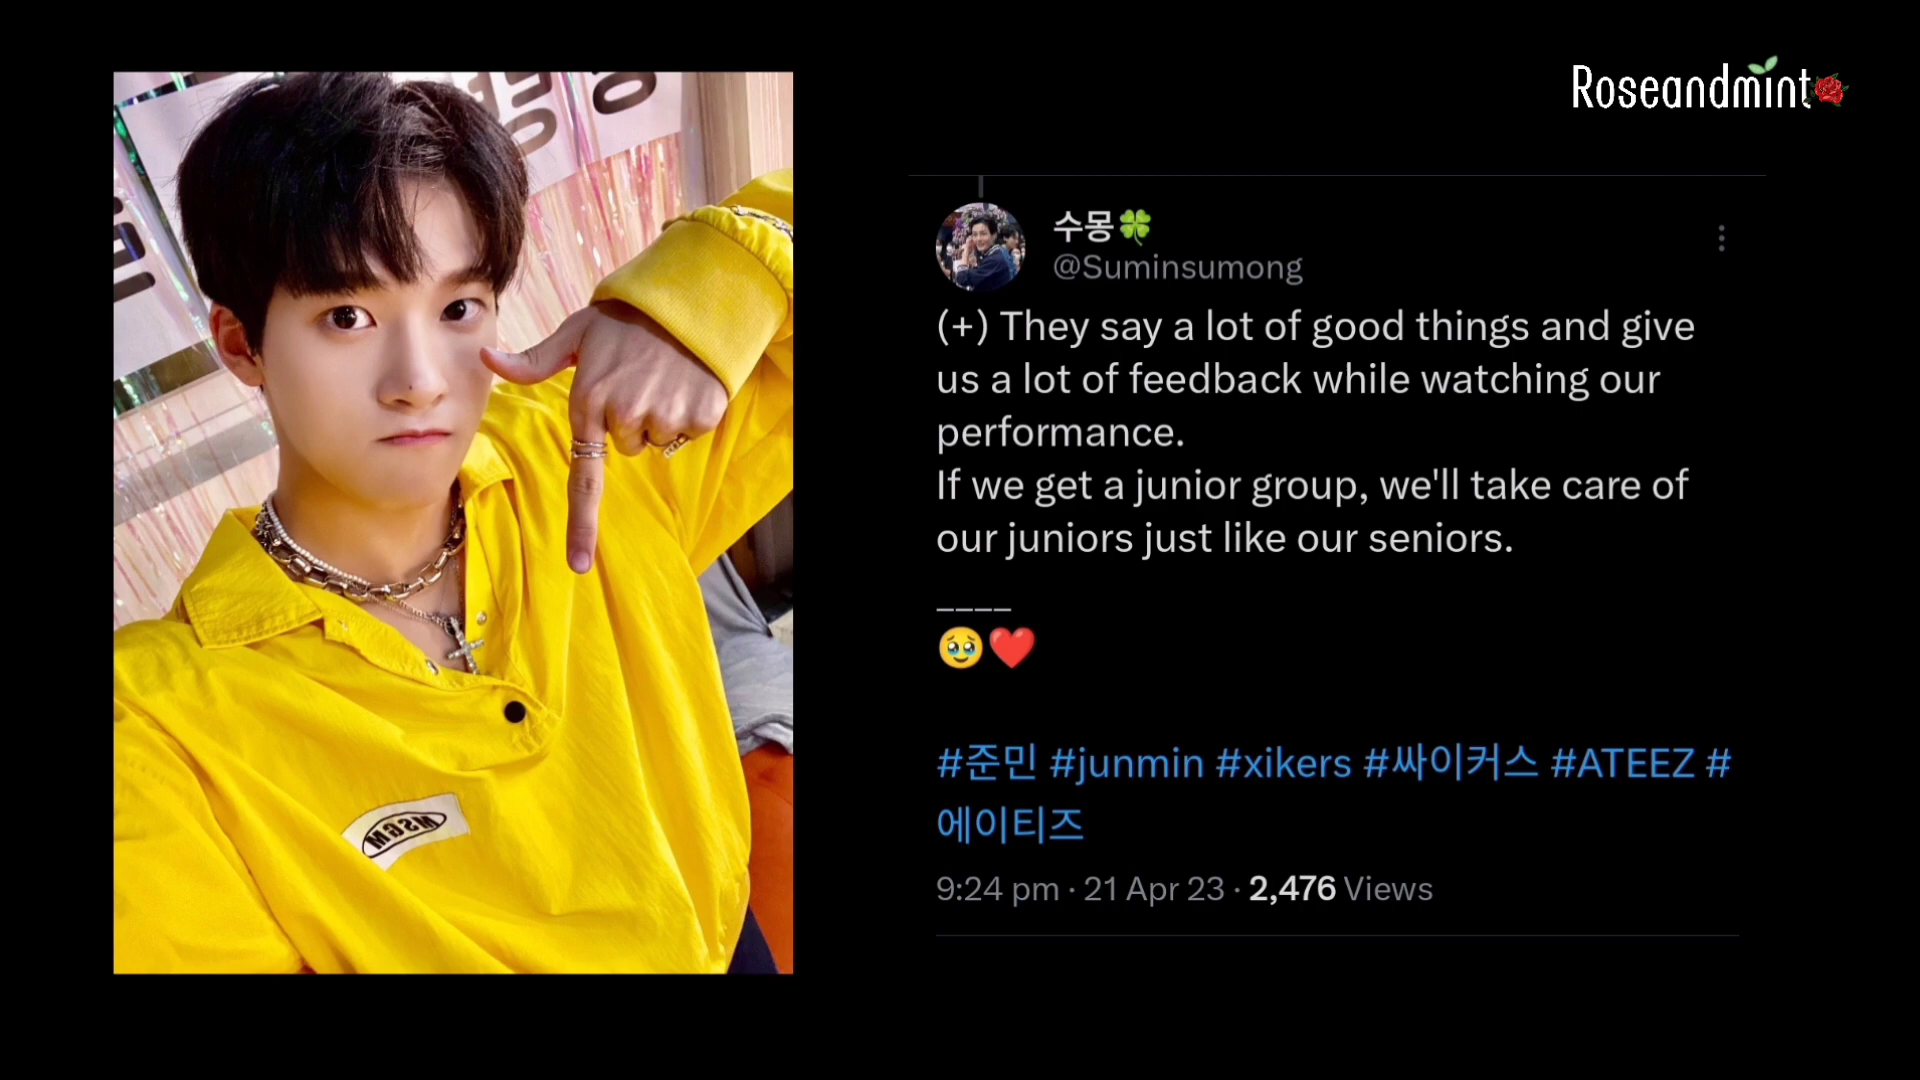 Roseandmint
수몽🍀
@Suminsumong
(+) They say a lot of good things and give
us a lot of feedback while watching our
performance.
If we get a junior group, we'll take care of
our juniors just like our seniors.
____
🥹❤️
#준민 #junmin #xikers #싸이커스 #ATEEZ #
에이티즈
9:24 pm · 21 Apr 23 · 2,476 Views
MSGM